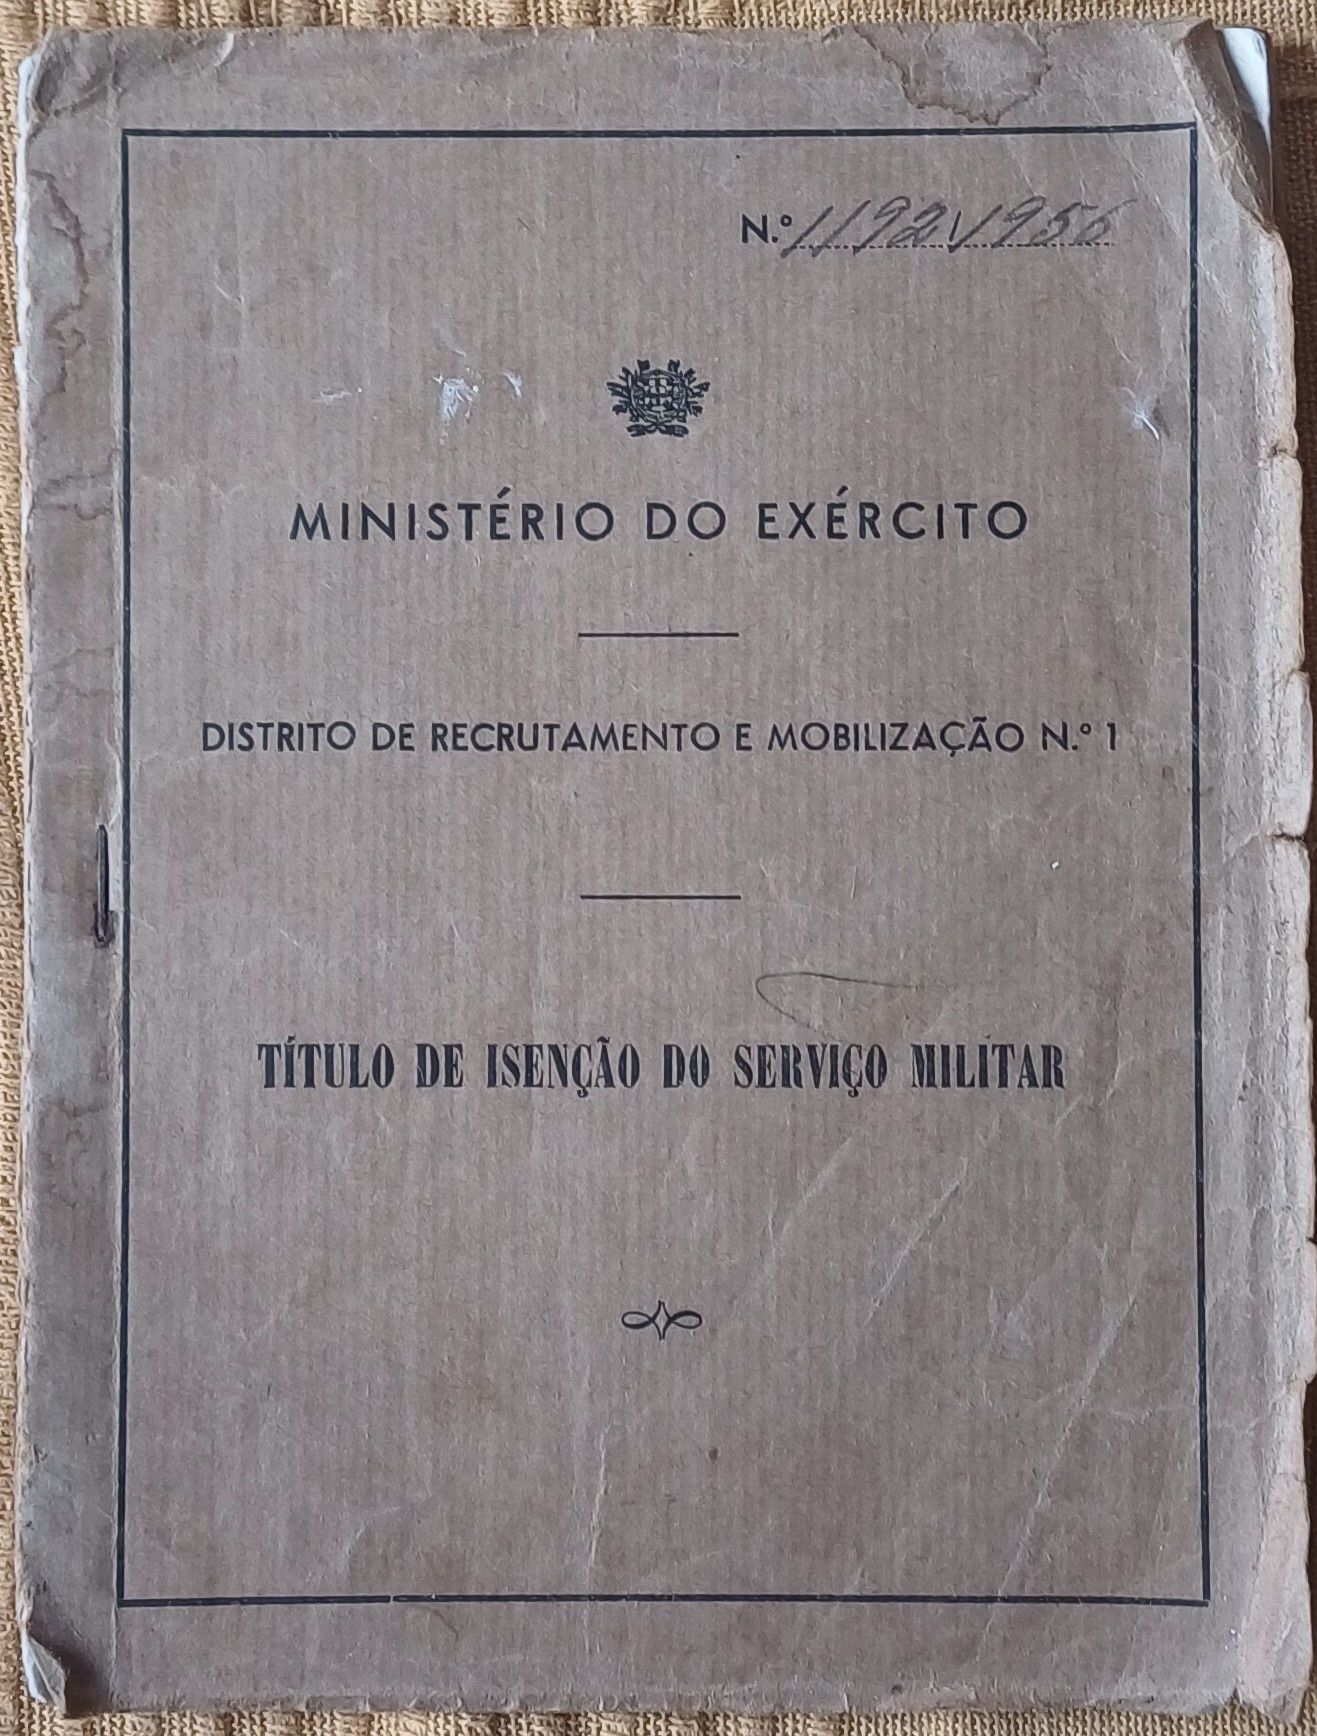 N.º 1192/1956
MINISTÉRIO DO EXÉRCITO
DISTRITO DE RECRUTAMENTO E MOBILIZAÇÃO N.º 1
TÍTULO DE ISENÇÃO DO SERVIÇO MILITAR